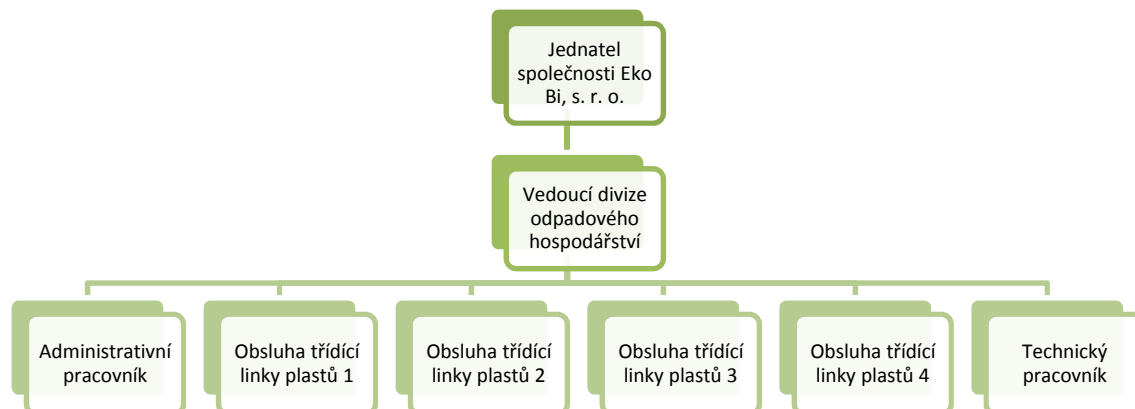 Jednatel
společnosti Eko
Bi, s. r. o.
Vedoucí divize
odpadového
hospodářství
Administrativní
pracovník
Obsluha třídící
linky plastů 1
Obsluha třídící
linky plastů 2
Obsluha třídící
linky plastů 3
Obsluha třídící
linky plastů 4
Technický
pracovník